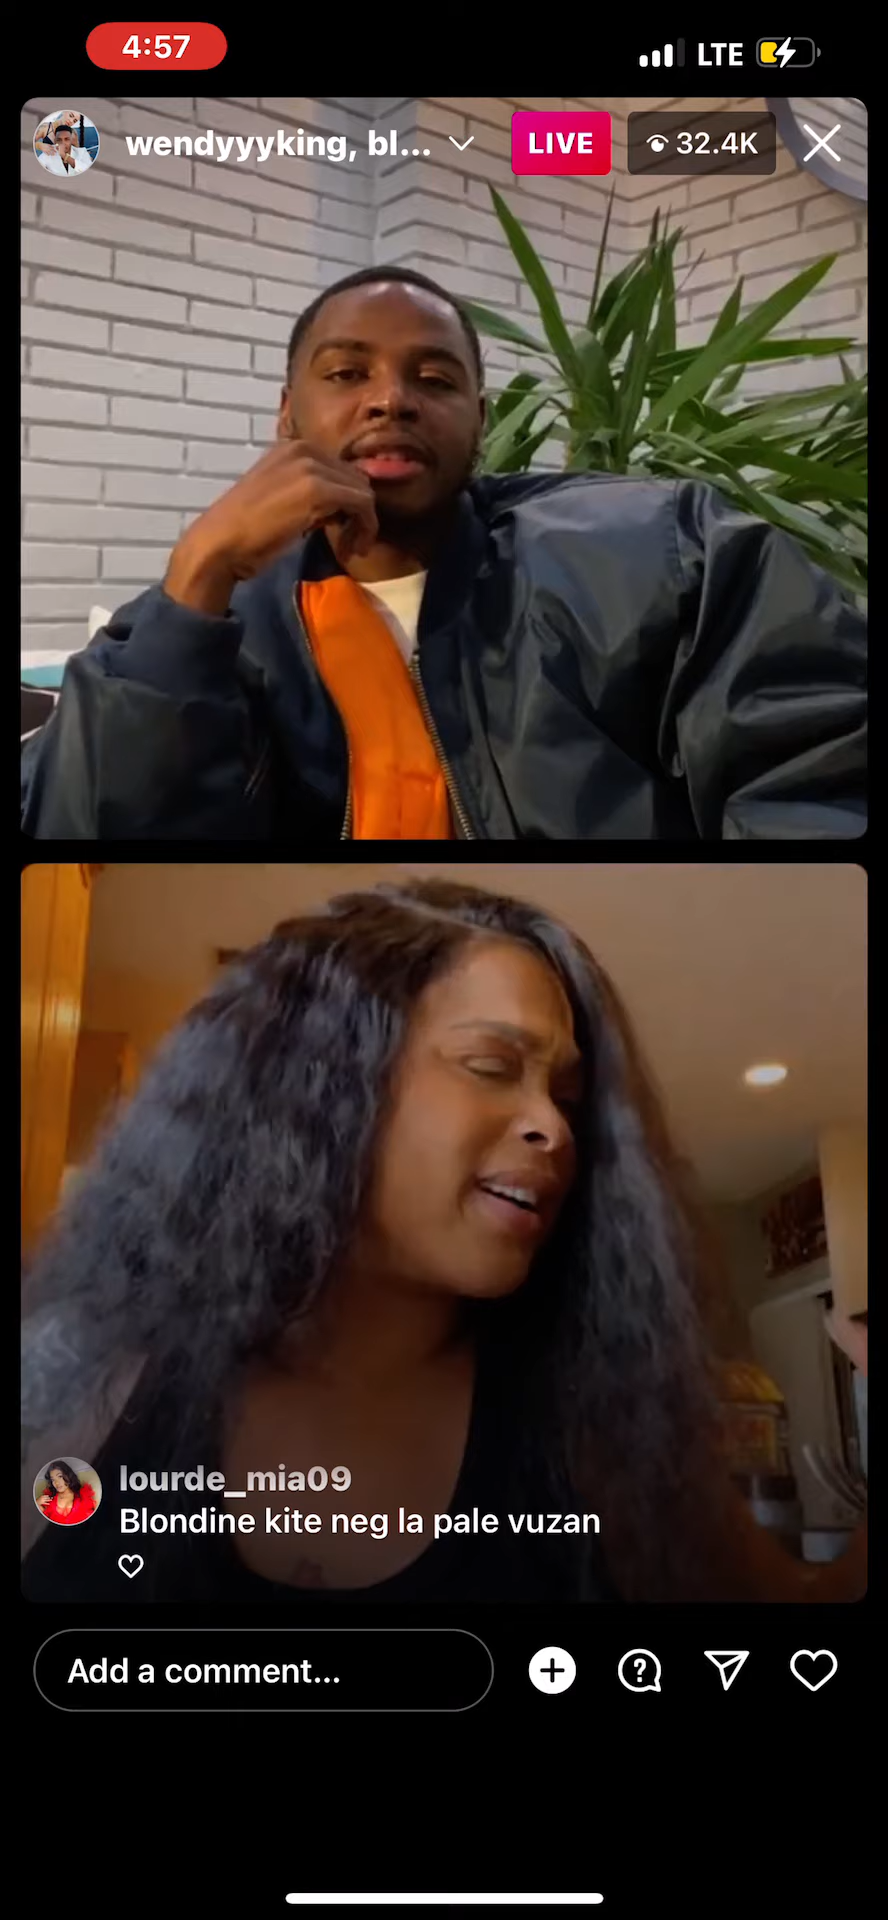 4:57
LTE
wendyyyking, bl...
LIVE
32.4K
lourde_mia09
Blondine kite neg la pale vuzan
Add a comment...